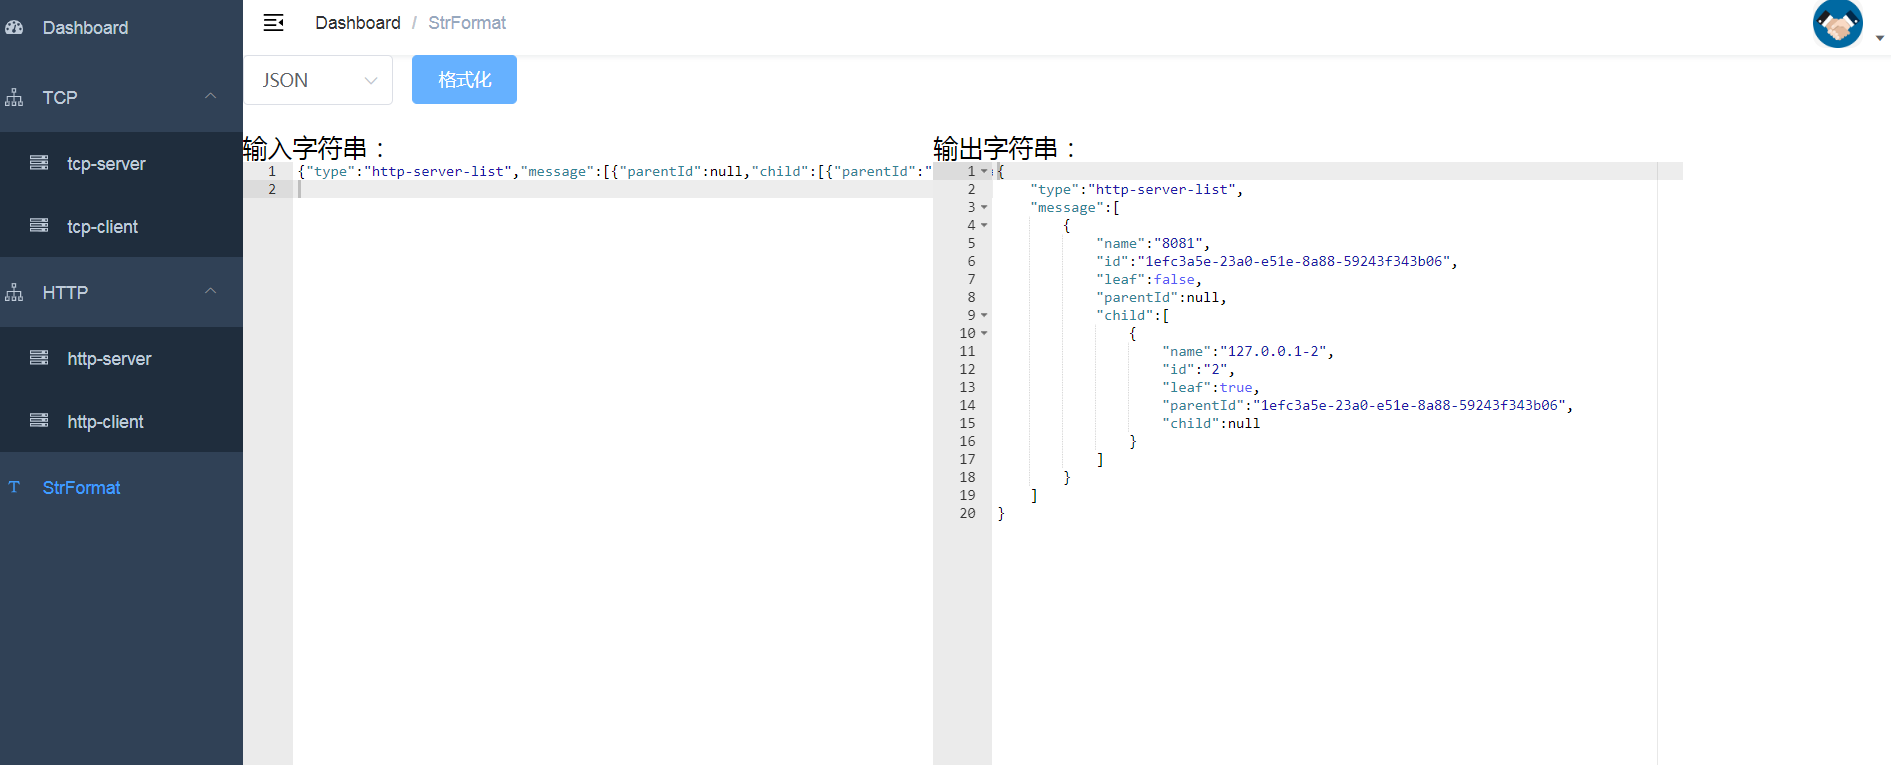 Dashboard
TCP
tcp-server
tcp-client
HTTP
http-server
http-client
T StrFormat
Dashboard / StrFormat
JSON
格式化
输入字符串：
1 {"type":"http-server-list","message":[{"parentId":null,"child":[{"parentId":"
2
输出字符串：
1 {
2 "type":"http-server-list",
3 "message":[
4 {
5 "name":"8081",
6 "id":"1efc3a5e-23a0-e51e-8a88-59243f343b06",
7 "leaf":false,
8 "parentId":null,
9 "child":[
10 {
11 "name":"127.0.0.1-2",
12 "id":"2",
13 "leaf":true,
14 "parentId":"1efc3a5e-23a0-e51e-8a88-59243f343b06",
15 "child":null
16 }
17 ]
18 }
19 ]
20 }